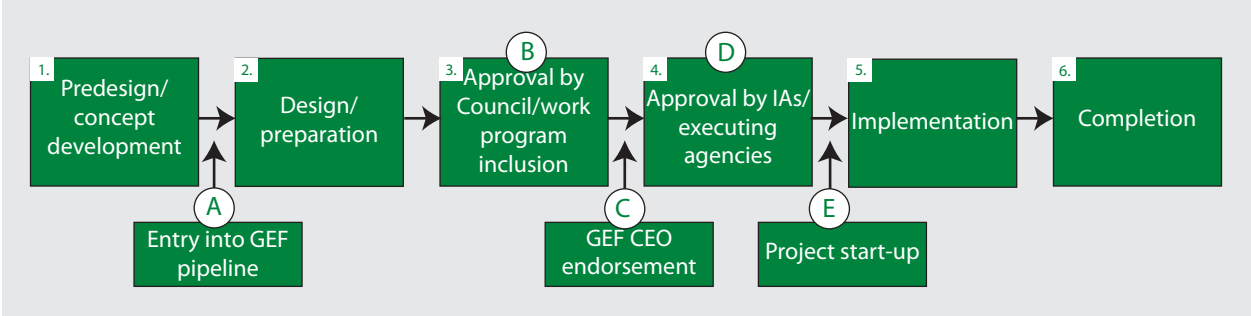 1.
Predesign/
concept
development
2.
Design/
preparation
3.
B
Approval by
Council/work
program
inclusion
4.
D
Approval by IAs/
executing
agencies
5.
Implementation
6.
Completion
A
Entry into GEF
pipeline
C
GEF CEO
endorsement
E
Project start-up